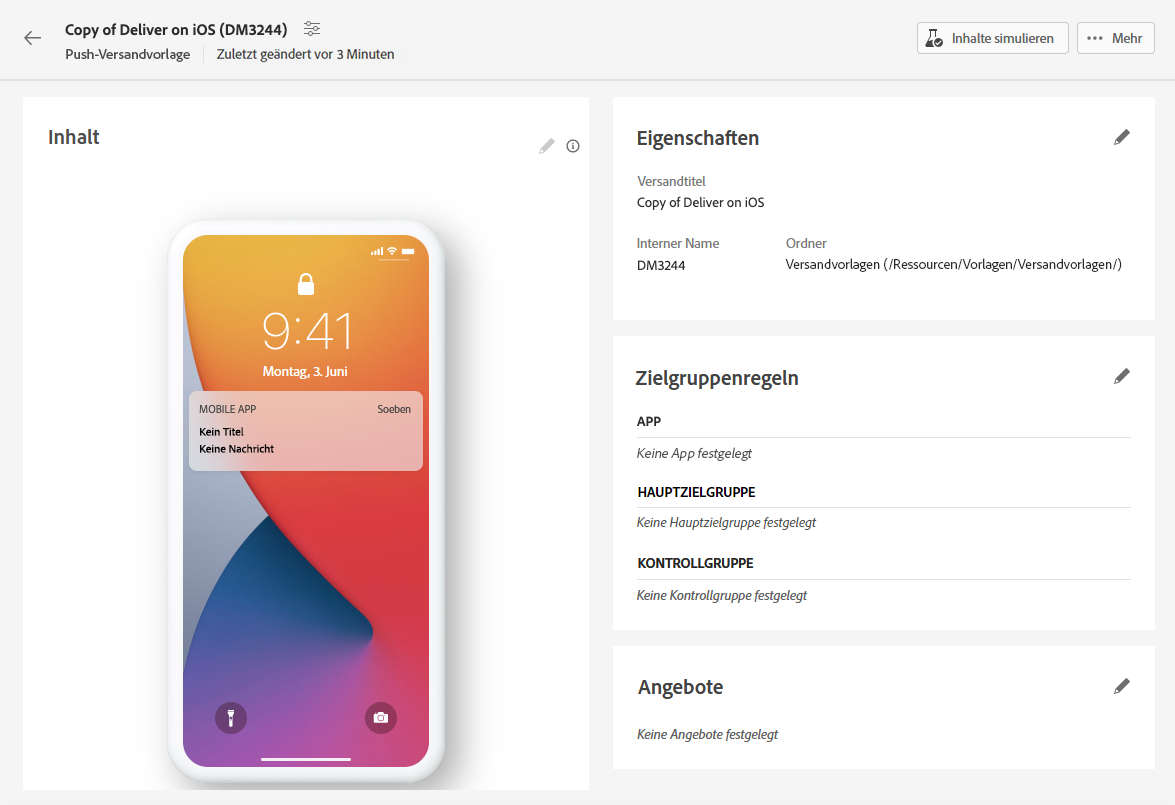 Copy of Deliver on iOS (DM3244)
Push-Versandvorlage
Zuletzt geändert vor 3 Minuten
Inhalte simulieren
Mehr
Inhalt
9:41
Montag, 3. Juni
MOBILE APP
Soeben
Kein Titel
Keine Nachricht
Eigenschaften
Versandtitel
Copy of Deliver on iOS
Interner Name
DM3244
Ordner
Versandvorlagen (/Ressourcen/Vorlagen/Versandvorlagen/)
Zielgruppenregeln
APP
Keine App festgelegt
HAUPTZIELGRUPPE
Keine Hauptzielgruppe festgelegt
KONTROLLGRUPPE
Keine Kontrollgruppe festgelegt
Angebote
Keine Angebote festgelegt